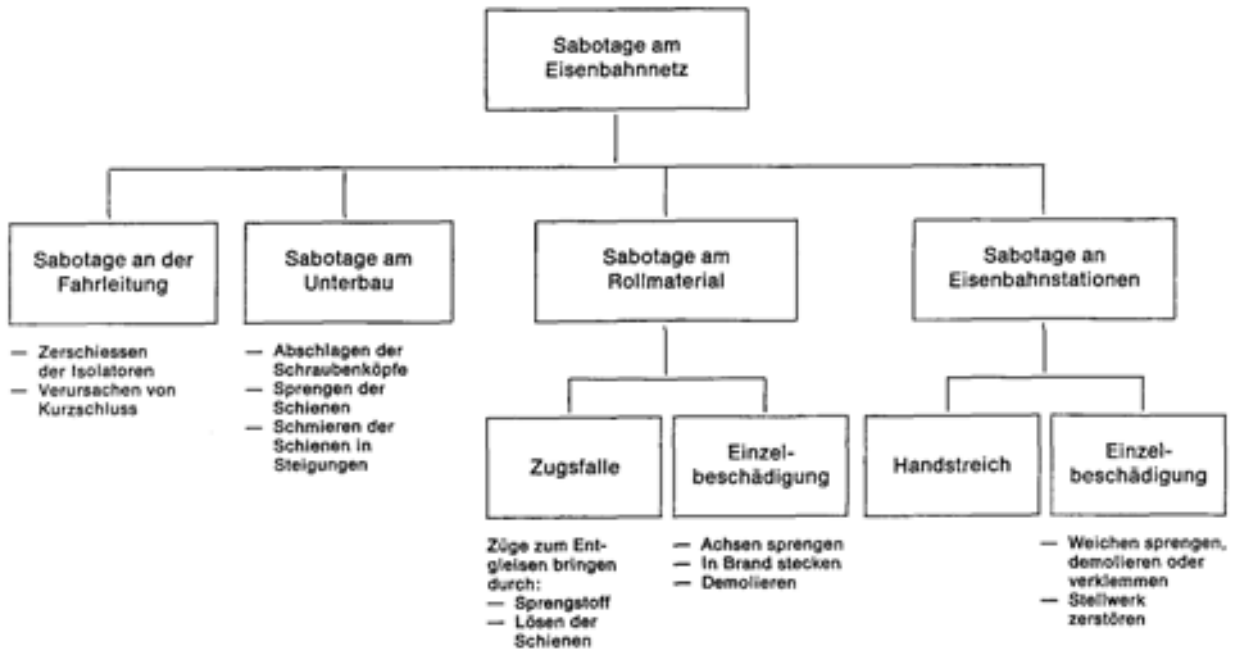 Sabotage am
Eisenbahnnetz
Sabotage an der
Fahrleitung
— Zerschiessen
der Isolatoren
— Verursachen von
Kurzschluss
Sabotage am
Unterbau
— Abschlagen der
Schraubenköpfe
— Sprengen der
Schienen
— Schmieren der
Schienen in
Steigungen
Sabotage am
Rollmaterial
Zugsfalle
Züge zum Ent-
gleisen bringen
durch:
— Sprengstoff
— Lösen der
Schienen
Einzel-
beschädigung
— Achsen sprengen
— In Brand stecken
— Demolieren
Sabotage an
Eisenbahnstationen
Handstreich
Einzel-
beschädigung
— Weichen sprengen,
demolieren oder
verklemmen
— Stellwerk
zerstören